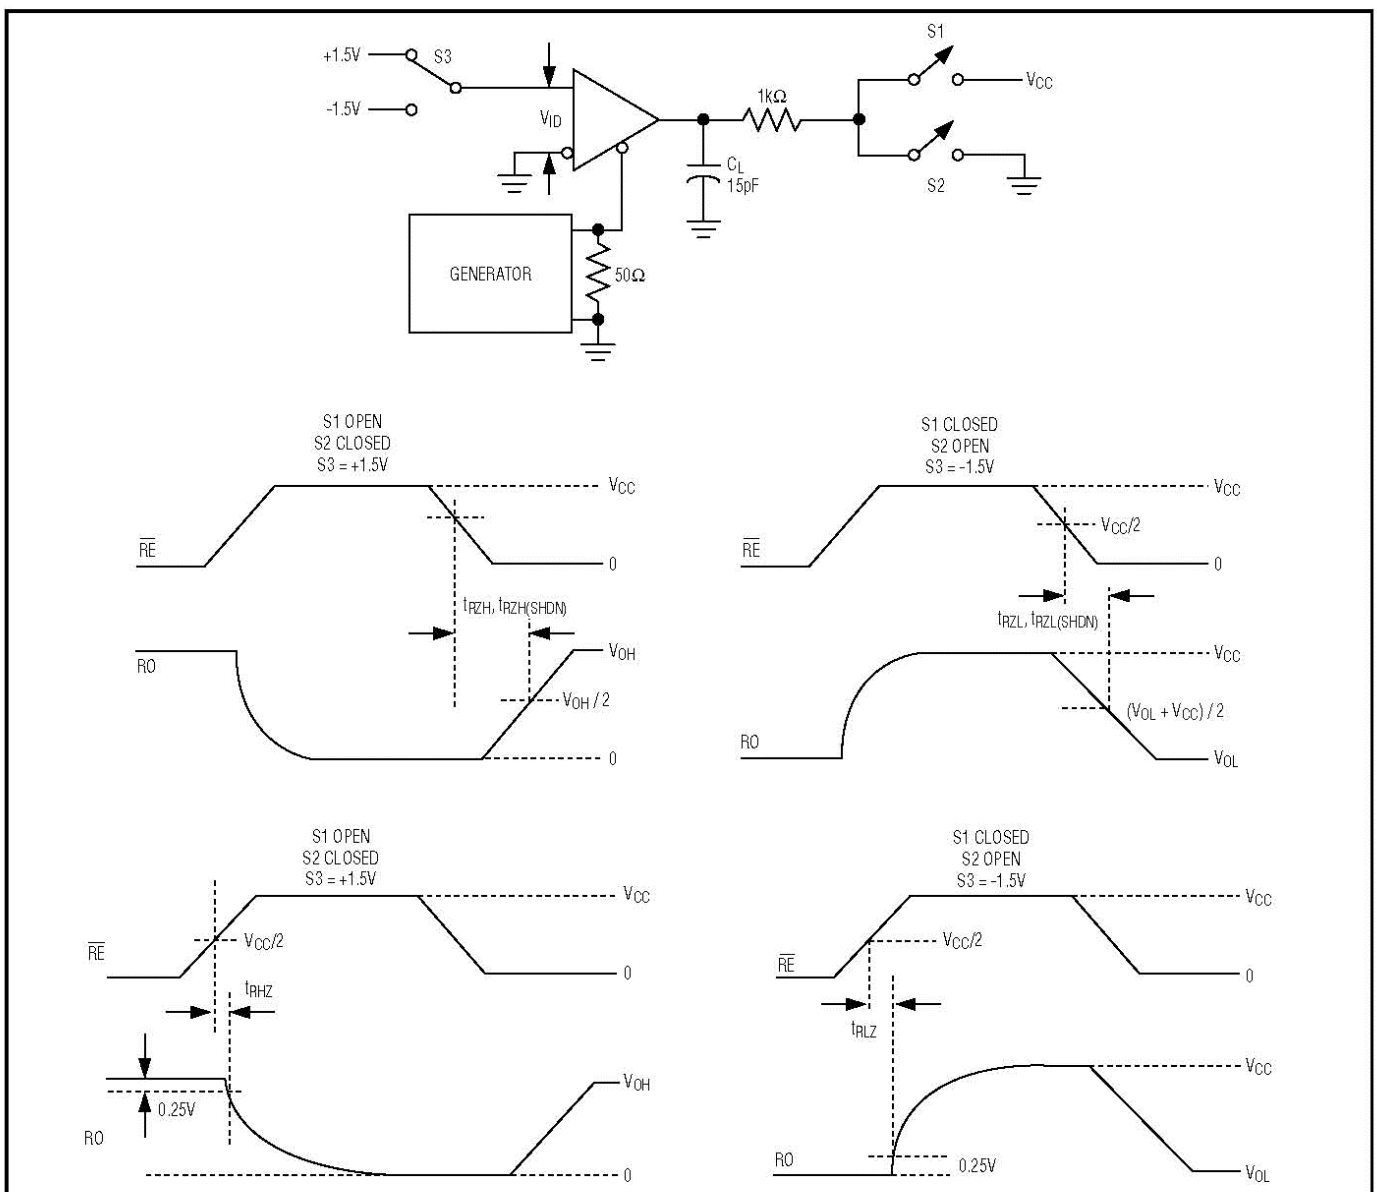 +1.5V
S3
-1.5V
VID
1kΩ
S1
VCC
S2
CL
15pF
GENERATOR
50Ω
S1 OPEN
S2 CLOSED
S3 = +1.5V
VCC
RE
0
tRZH, tRZH(SHDN)
RO
VOH
VOH / 2
0
S1 CLOSED
S2 OPEN
S3 = -1.5V
VCC
VCC/2
RE
0
tRZL, tRZL(SHDN)
VCC
(VOL + VCC) / 2
RO
VOL
S1 OPEN
S2 CLOSED
S3 = +1.5V
VCC
VCC/2
RE
0
tRHZ
VOH
0.25V
RO
0
S1 CLOSED
S2 OPEN
S3 = -1.5V
VCC
VCC/2
RE
0
tRLZ
VCC
RO
0.25V
VOL